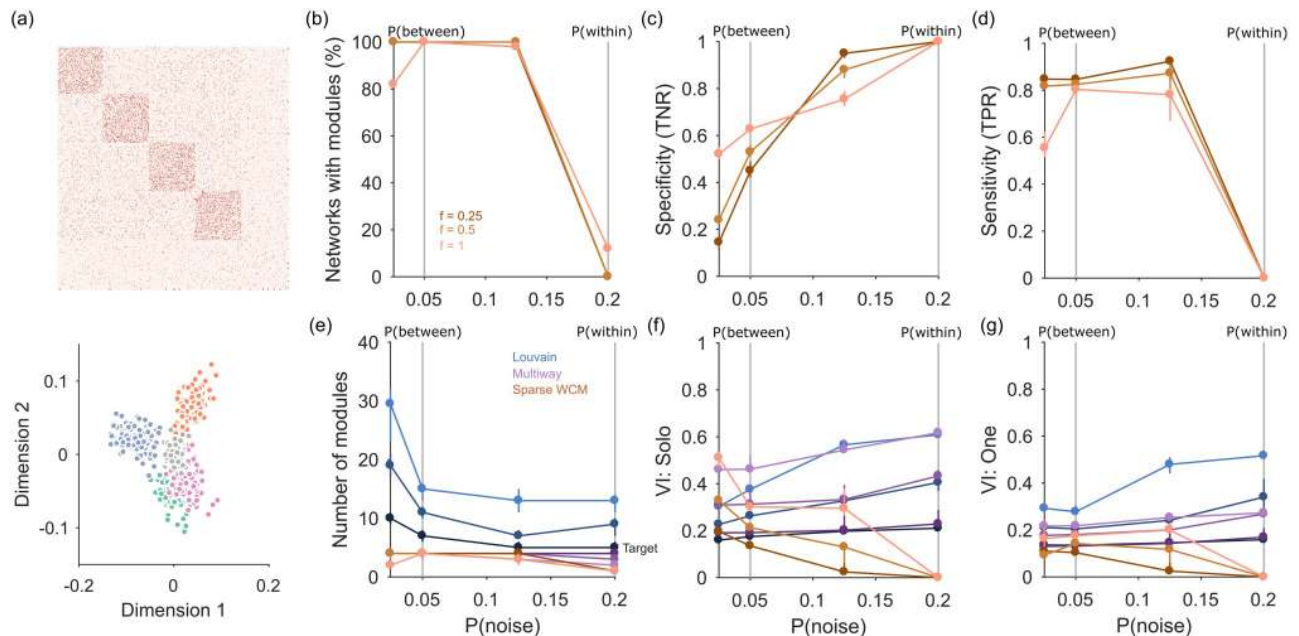 (a)
0.1
0
-0.1
Dimension 2
-0.2
0
0.2
Dimension 1
(b)
P(between)
P(within)
100
80
60
40
20
0
Networks with modules (%)
f = 0.25
f = 0.5
f = 1
0.05
0.1
0.15
0.2
(c)
P(between)
P(within)
1
0.8
0.6
0.4
0.2
0
Specificity (TNR)
0.05
0.1
0.15
0.2
(d)
P(between)
P(within)
1
0.8
0.6
0.4
0.2
0
Sensitivity (TPR)
0.05
0.1
0.15
0.2
(e)
P(between)
P(within)
40
30
20
10
0
Number of modules
Louvain
Multiway
Sparse WCM
Target
0.05
0.1
0.15
0.2
P(noise)
(f)
P(between)
P(within)
1
0.8
0.6
0.4
0.2
0
VI: Solo
0.05
0.1
0.15
0.2
P(noise)
(g)
P(between)
P(within)
1
0.8
0.6
0.4
0.2
0
VI: One
0.05
0.1
0.15
0.2
P(noise)